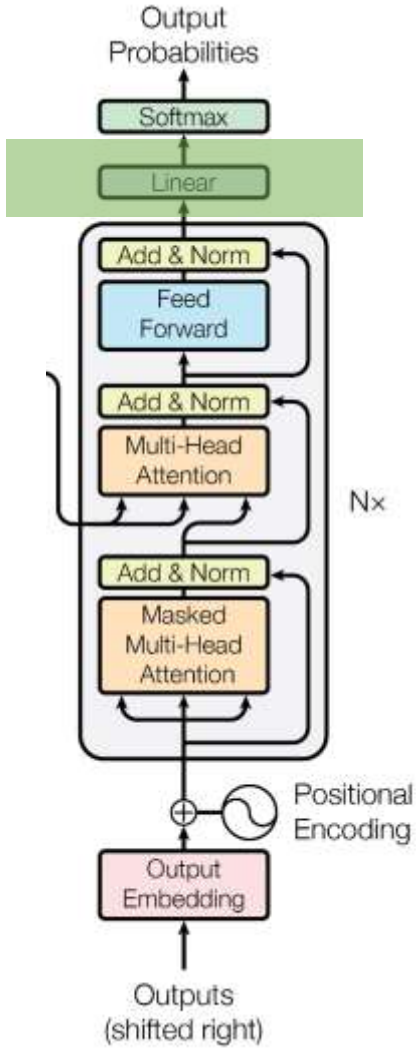 Output
Probabilities
Softmax
Linear
Add & Norm
Feed
Forward
Add & Norm
Multi-Head
Attention
N×
Add & Norm
Masked
Multi-Head
Attention
Positional
Encoding
Output
Embedding
Outputs
(shifted right)